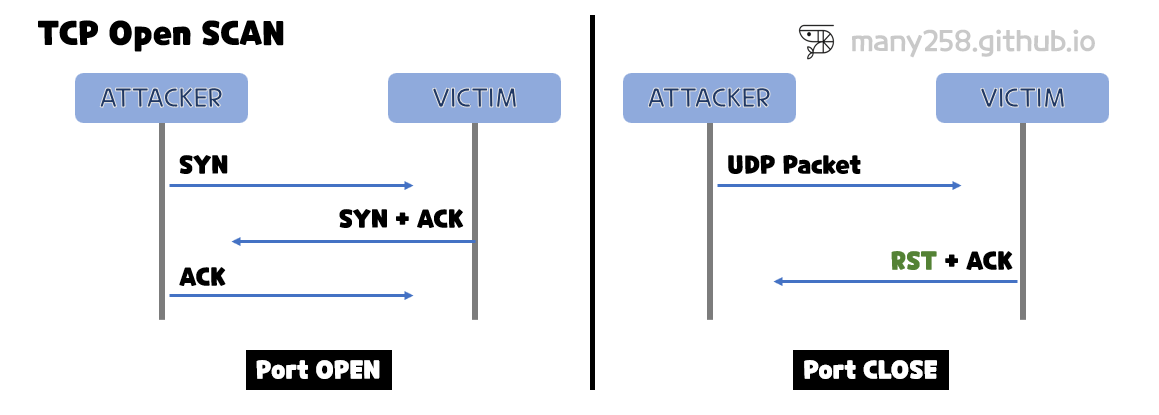 TCP Open SCAN
ATTACKER
VICTIM
SYN
SYN + ACK
ACK
Port OPEN
many258.github.io
ATTACKER
VICTIM
UDP Packet
RST + ACK
Port CLOSE